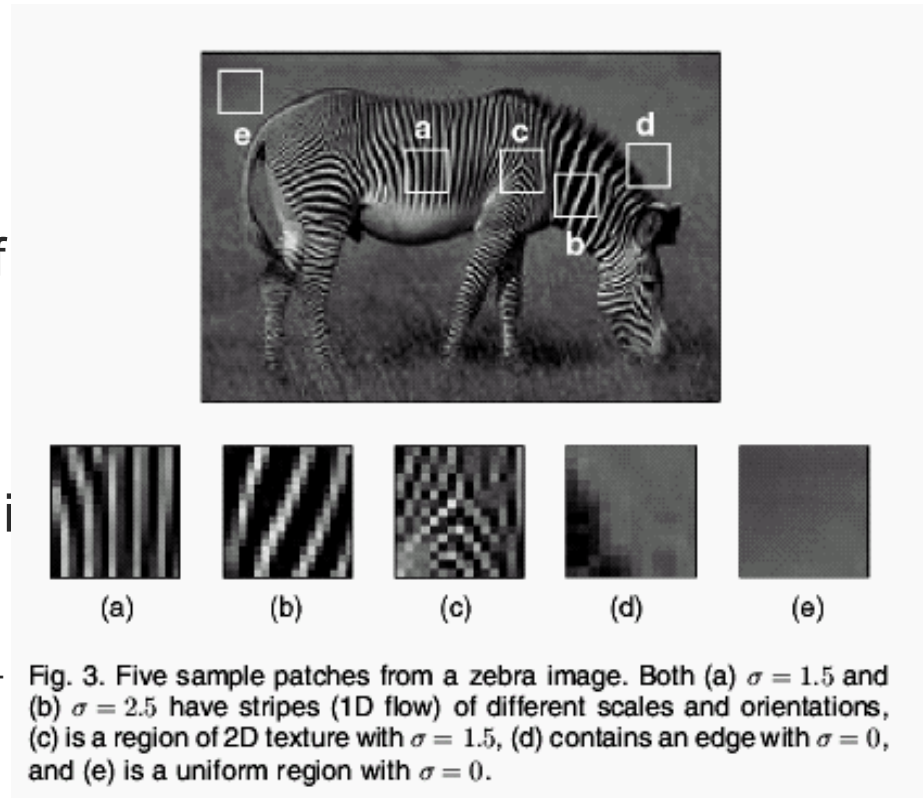 a
c
d
e
b
f
i
(a) (b) (c) (d) (e)
Fig. 3. Five sample patches from a zebra image. Both (a) σ = 1.5 and
(b) σ = 2.5 have stripes (1D flow) of different scales and orientations,
(c) is a region of 2D texture with σ = 1.5, (d) contains an edge with σ = 0,
and (e) is a uniform region with σ = 0.